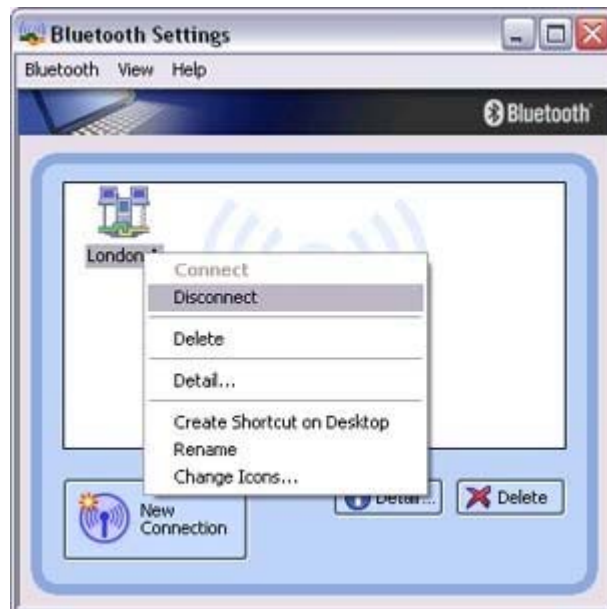 Bluetooth Settings
Bluetooth View Help
Bluetooth
London
Connect
Disconnect
Delete
Detail...
Create Shortcut on Desktop
Rename
Change Icons...
New
Connection
Detail...
Delete